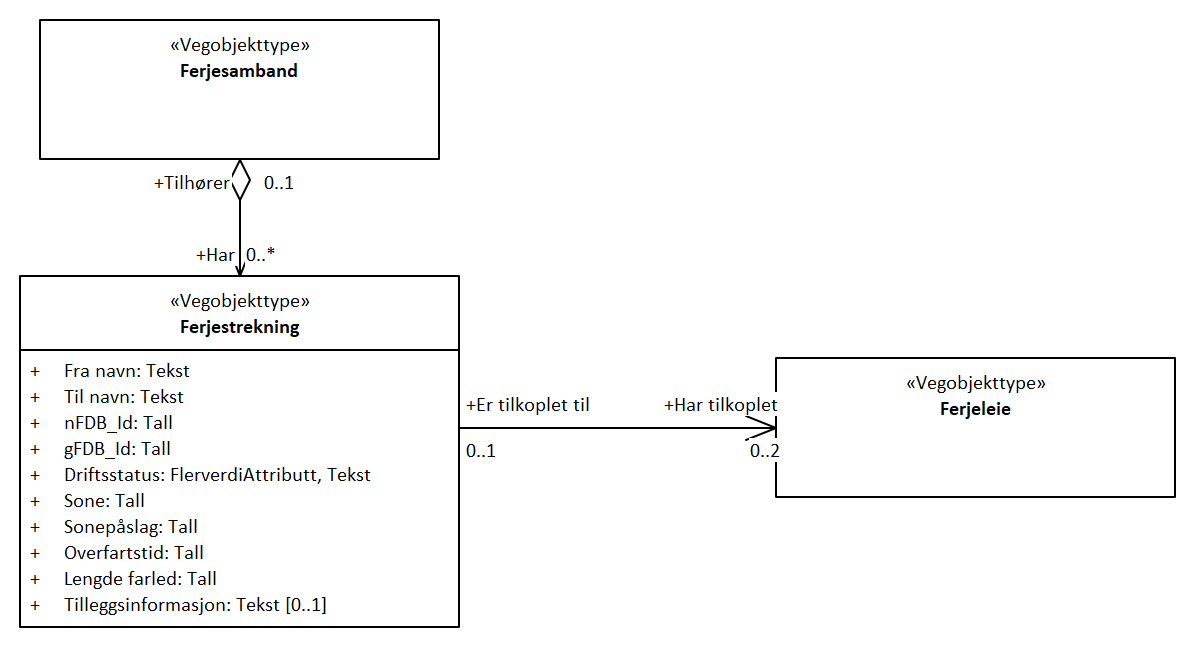 «Vegobjekttype»
Ferjesamband
+Tilhører 0..1
+Har 0..*
«Vegobjekttype»
Ferjestrekning
+ Fra navn: Tekst
+ Til navn: Tekst
+ nFDB_Id: Tall
+ gFDB_Id: Tall
+ Driftsstatus: FlerverdiAttributt, Tekst
+ Sone: Tall
+ Sonepåslag: Tall
+ Overfartstid: Tall
+ Lengde farled: Tall
+ Tilleggsinformasjon: Tekst [0..1]
+Er tilkoplet til +Har tilkoplet
0..1 0..2
«Vegobjekttype»
Ferjeleie